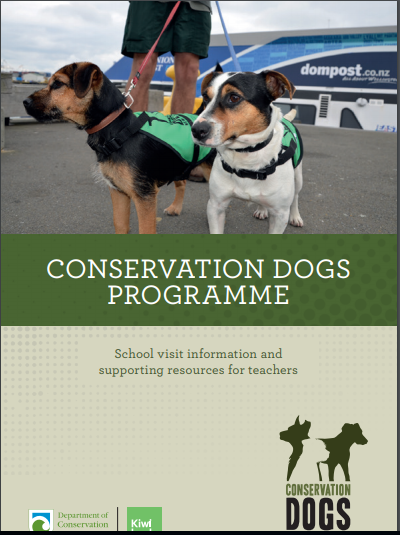 dompost.co.nz
CONSERVATION DOGS
PROGRAMME
School visit information and
supporting resources for teachers
CONSERVATION
DOGS
Department of
Conservation
Kiwi